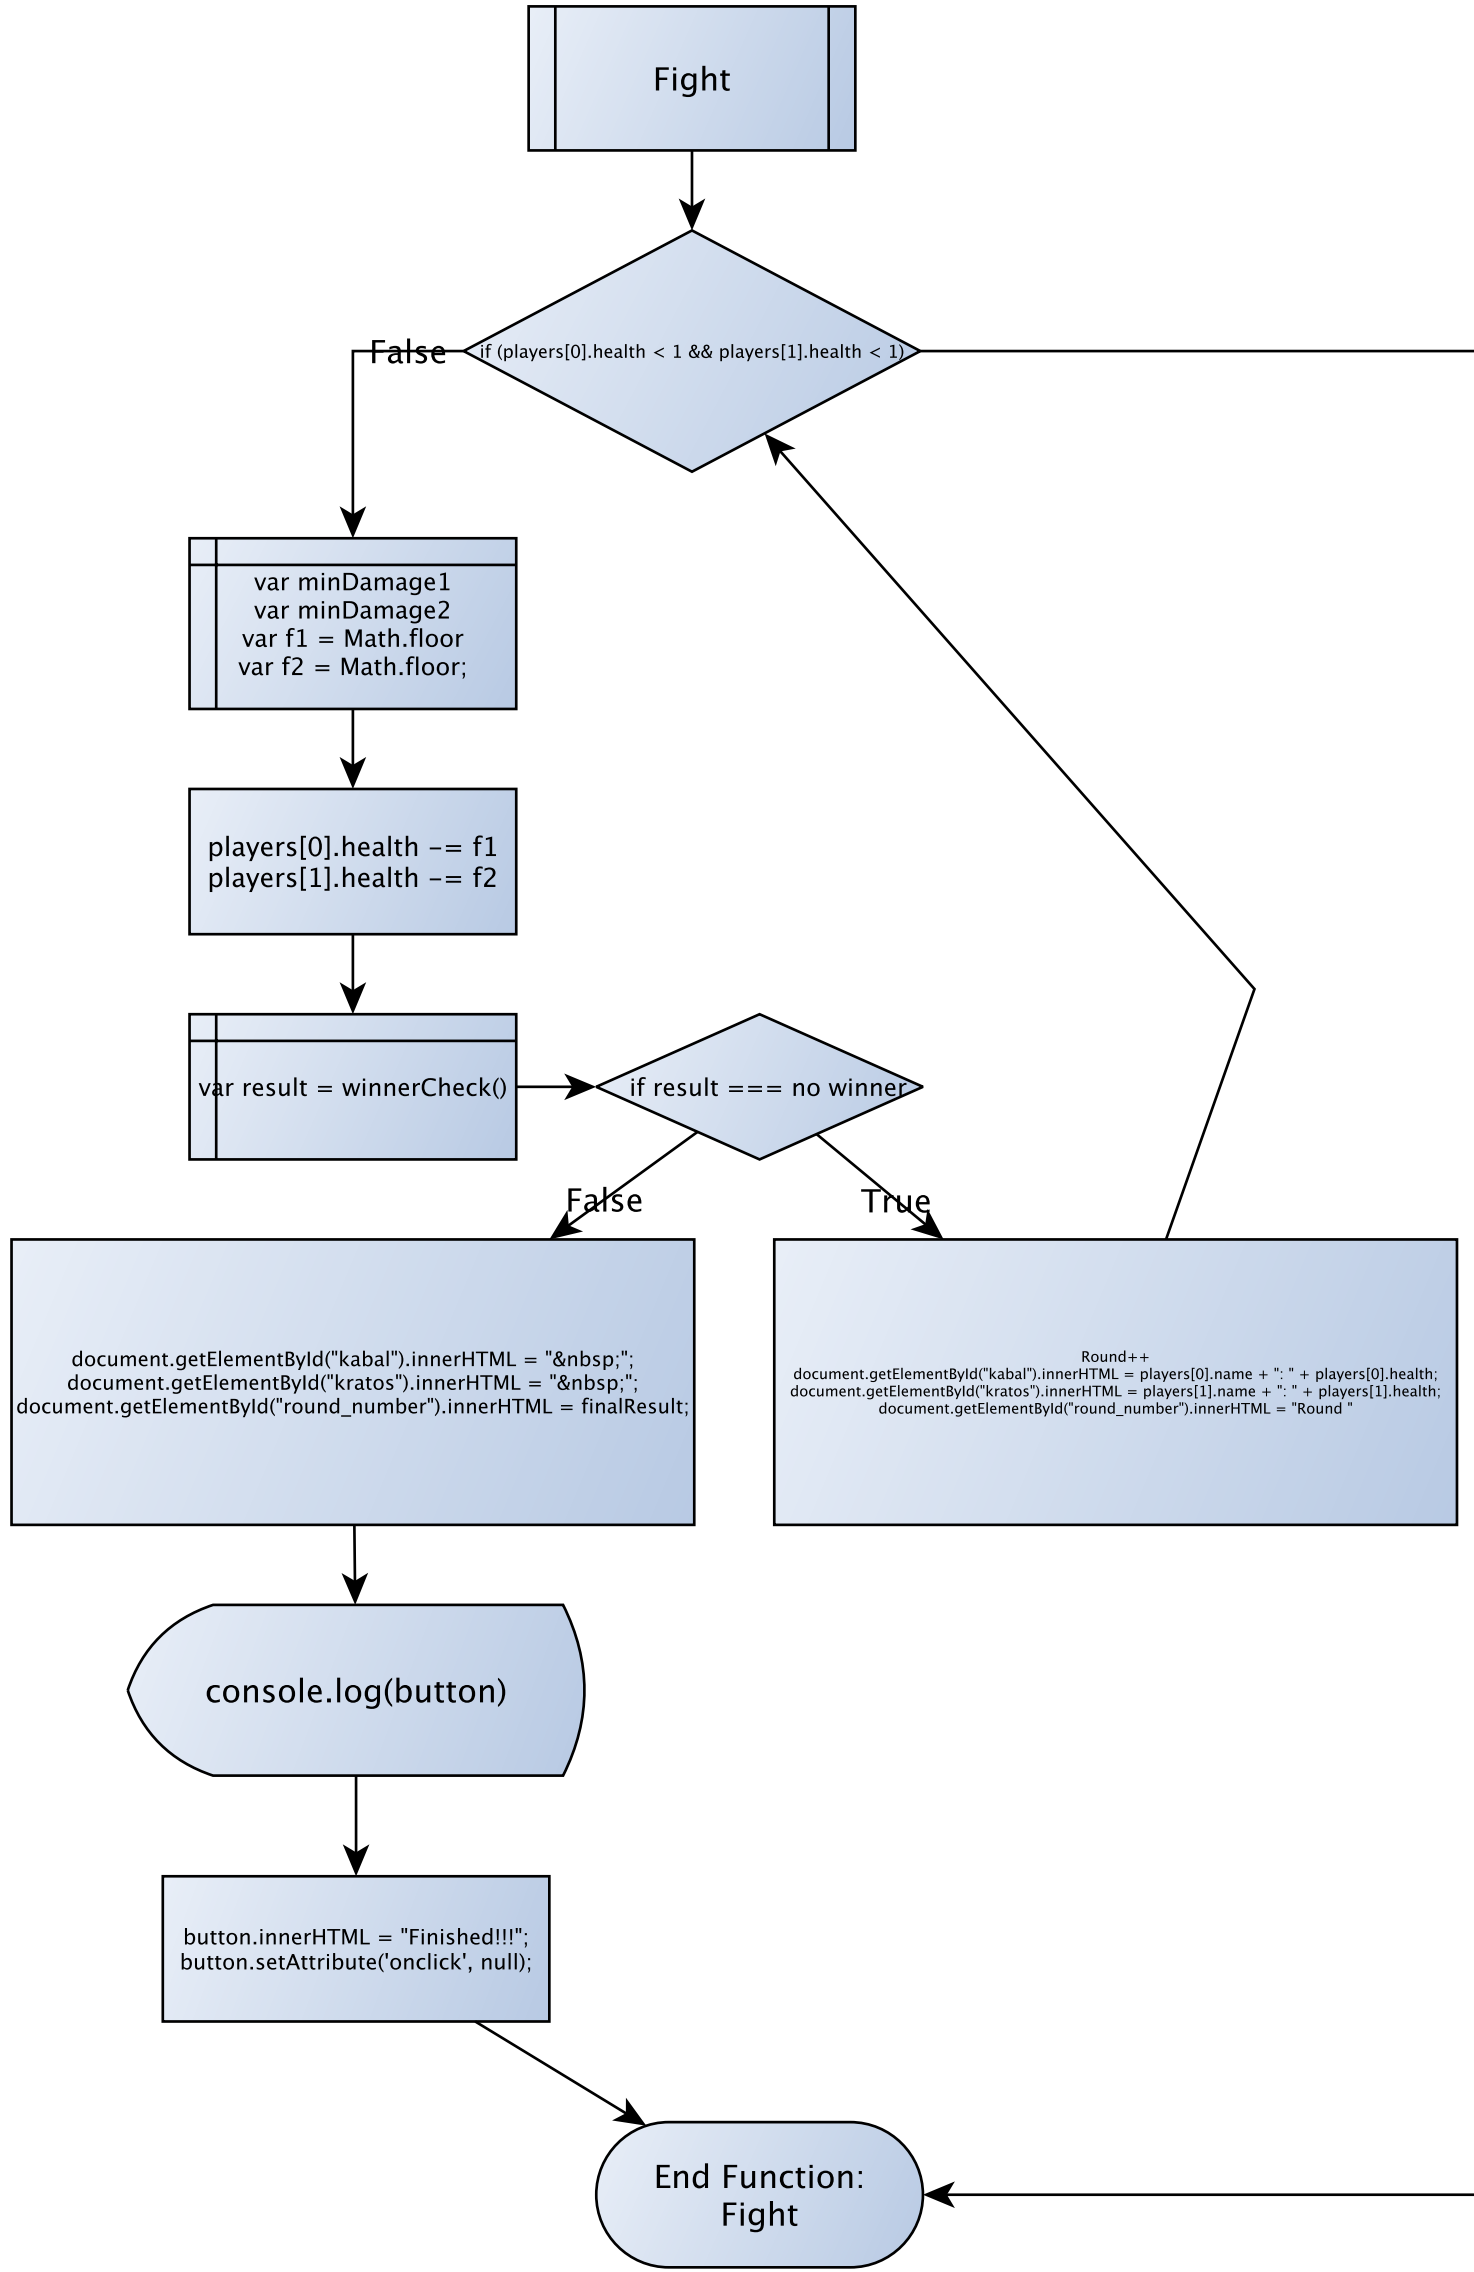 Fight
if (players[0].health < 1 && players[1].health < 1)
False
var minDamage1
var minDamage2
var f1 = Math.floor
var f2 = Math.floor;
players[0].health -= f1
players[1].health -= f2
var result = winnerCheck()
if result === no winner
False
True
document.getElementById("kabal").innerHTML = "&nbsp;";
document.getElementById("kratos").innerHTML = "&nbsp;";
document.getElementById("round_number").innerHTML = finalResult;
Round++
document.getElementById("kabal").innerHTML = players[0].name + ": " + players[0].health;
document.getElementById("kratos").innerHTML = players[1].name + ": " + players[1].health;
document.getElementById("round_number").innerHTML = "Round "
console.log(button)
button.innerHTML = "Finished!!!";
button.setAttribute('onclick', null);
End Function:
Fight